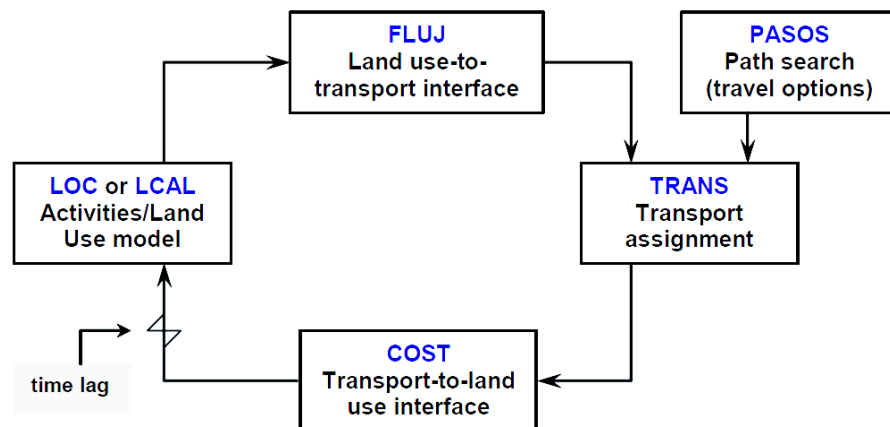 FLUJ
Land use-to-
transport interface
PASOS
Path search
(travel options)
LOC or LCAL
Activities/Land
Use model
TRANS
Transport
assignment
time lag
COST
Transport-to-land
use interface